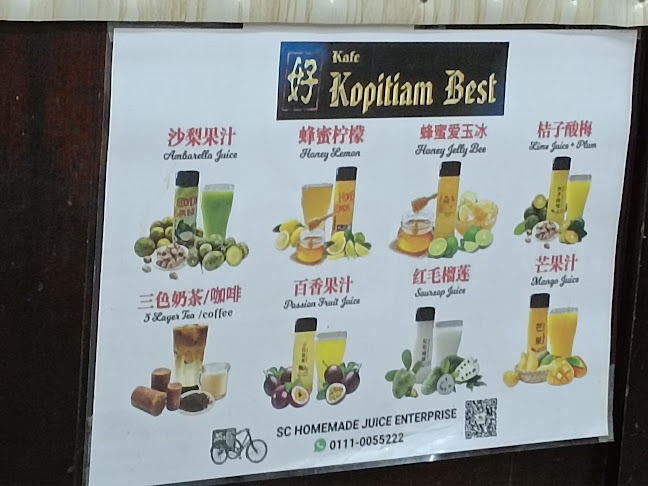 好 Kafe
Kopitiam Best
沙梨果汁 蜂蜜柠檬 蜂蜜爱玉冰 桔子酸梅
Ambarella Juice Honey Lemon Honey Jelly Bee Lime Juice + Plum
三色奶茶/咖啡 百香果汁 红毛榴莲 芒果汁
3 Layer Tea /coffee Passion Fruit Juice Soursop Juice Mango Juice
SC HOMEMADE JUICE ENTERPRISE
0111-0055222